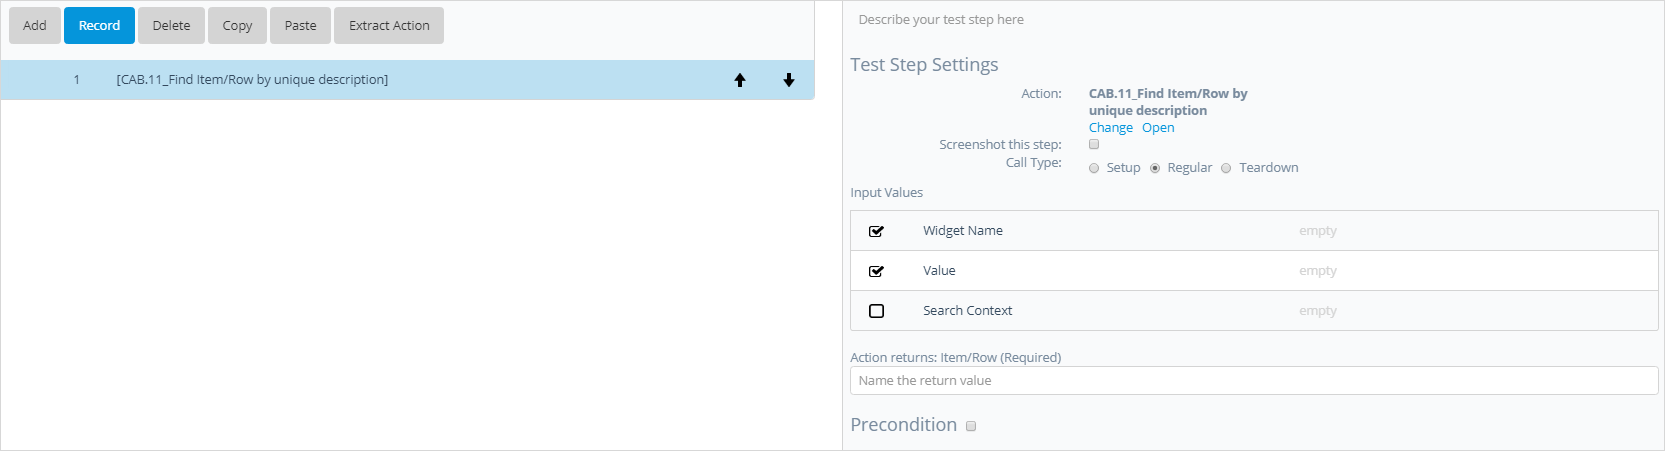 Add Record Delete Copy Paste Extract Action
1 [CAB.11_Find Item/Row by unique description]
Describe your test step here
Test Step Settings
Action: CAB.11_Find Item/Row by
unique description
Change Open
Screenshot this step:
Call Type: Setup Regular Teardown
Input Values
Widget Name empty
Value empty
Search Context empty
Action returns: Item/Row (Required)
Name the return value
Precondition